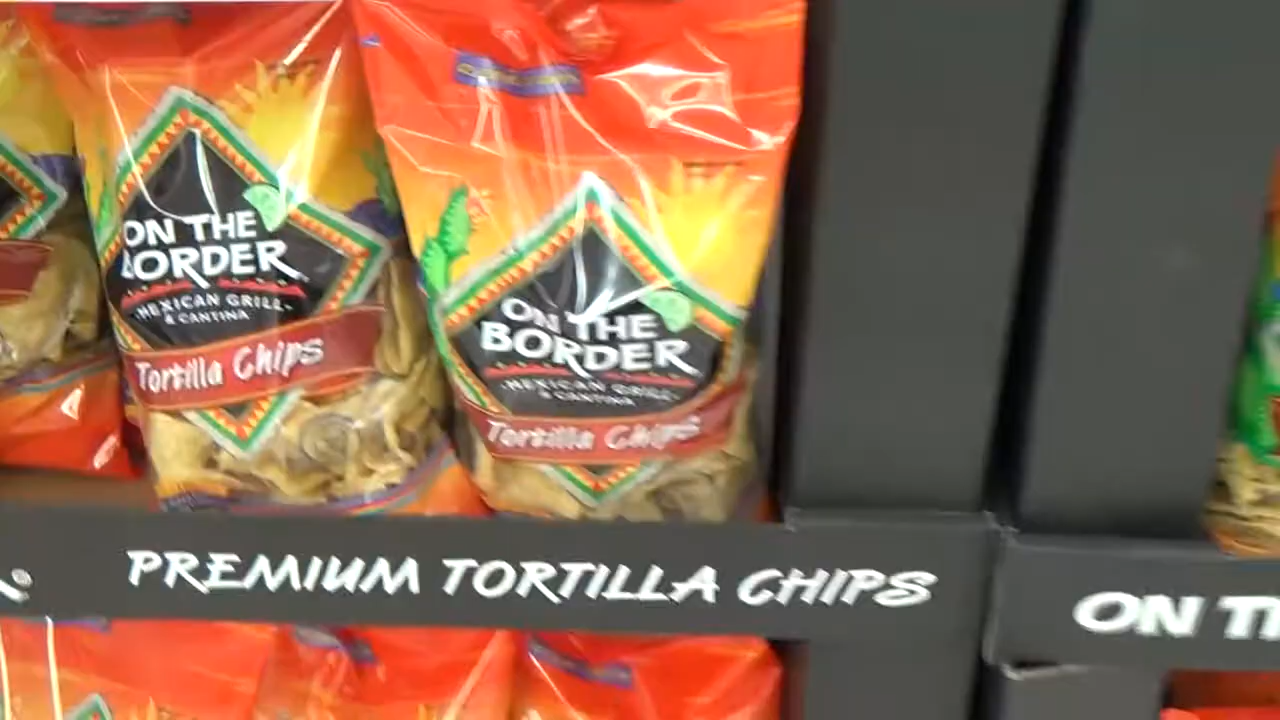 ON THE
BORDER
MEXICAN GRILL
& CANTINA
Tortilla Chips
ON THE
BORDER
MEXICAN GRILL
& CANTINA
Tortilla Chips
PREMIUM TORTILLA CHIPS
ON